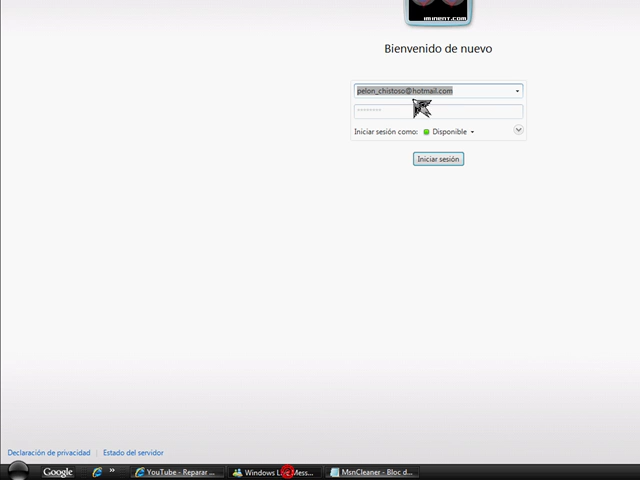 IMINENT.COM
Bienvenido de nuevo
pelon_chistoso@hotmail.com
Iniciar sesión como: Disponible
Iniciar sesión
Declaración de privacidad | Estado del servidor
Google » YouTube - Reparar ... Windows Live Mess... MsnCleaner - Bloc d...